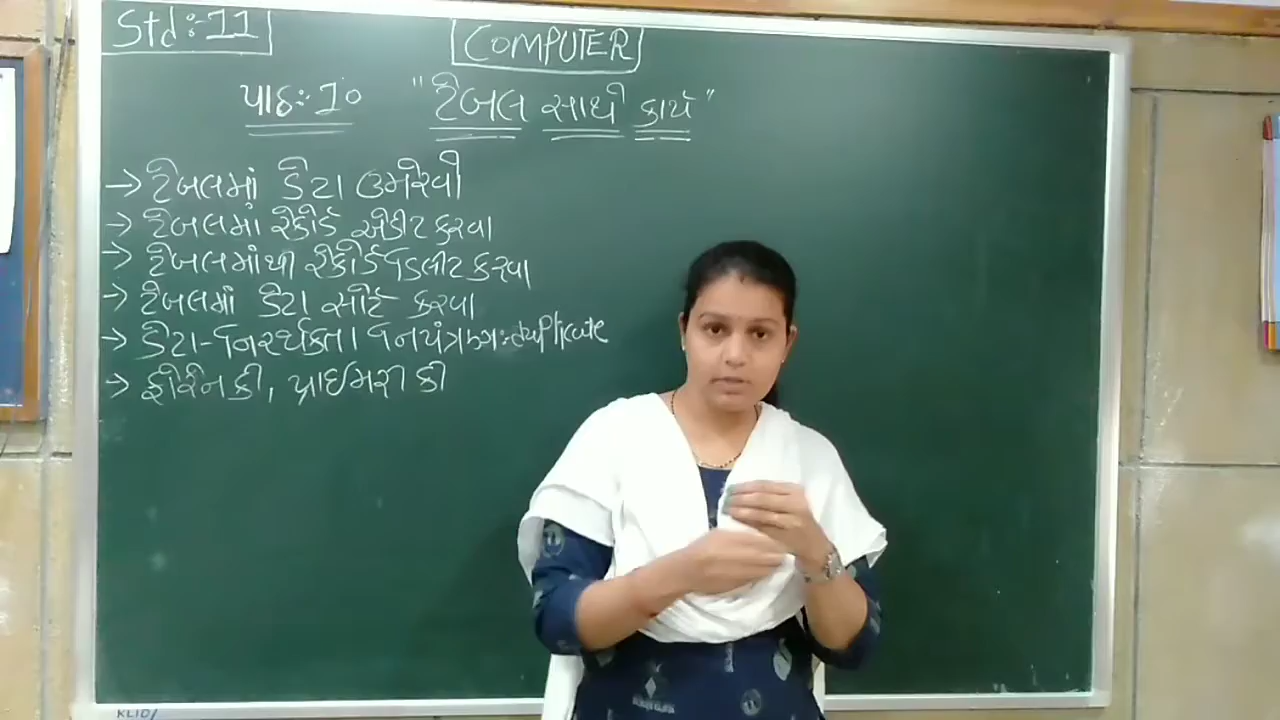 Std:-11
COMPUTER
પાઠ:-10 "ટેબલ સાથે કાર્ય"
→ ટેબલમાં ડેટા ઉમેરવો
→ ટેબલમાં રેકોર્ડ એડીટ કરવા
→ ટેબલમાંથી રેકોર્ડ ડિલીટ કરવા
→ ટેબલમાં ડેટા સોર્ટ કરવા
→ ડેટા-નિરર્થકતા નિયંત્રણ:-duplicate
→ ફોરેન કી, પ્રાઈમરી કી